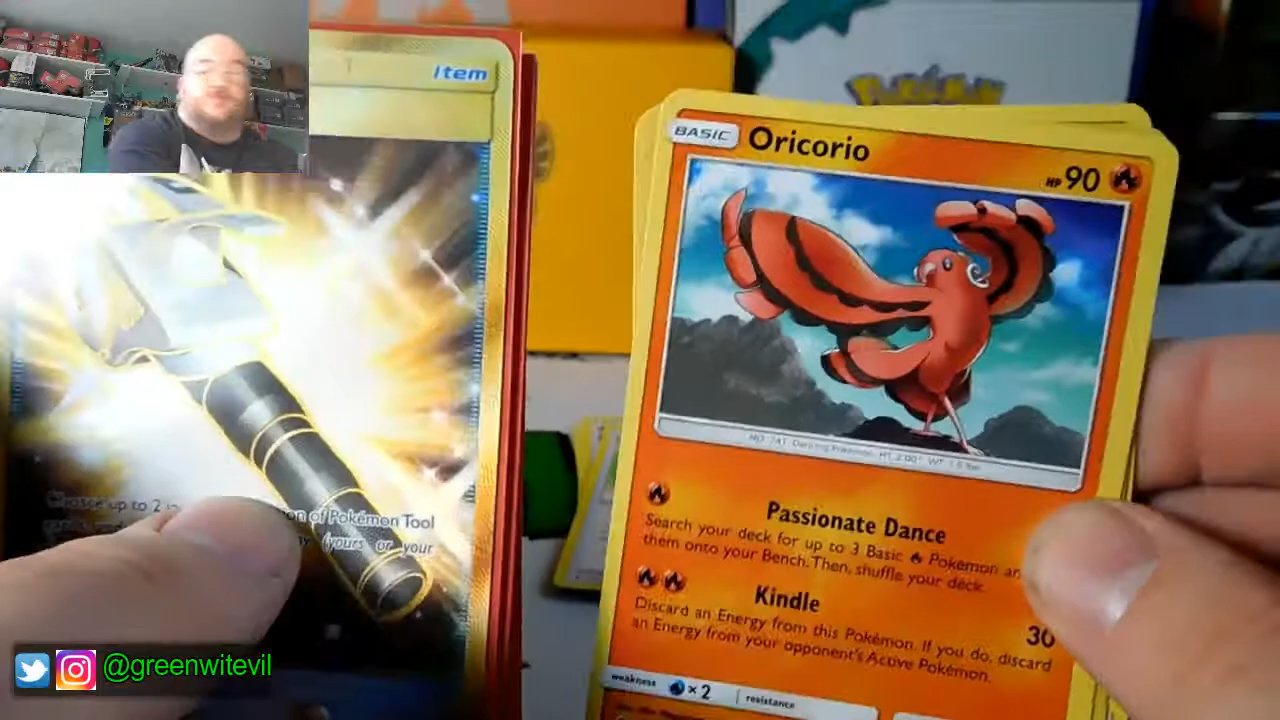 Item
Choose up to 2
on of Pokémon Tool
(yours or your
POKÉMON
BASIC Oricorio HP 90
NO. 741 Dancing Pokémon HT: 2'00" WT: 7.5 lbs
Passionate Dance
Search your deck for up to 3 Basic Pokémon
them onto your Bench. Then, shuffle your deck.
Kindle 30
Discard an Energy from this Pokémon. If you do, discard
an Energy from your opponent's Active Pokémon.
weakness × 2 resistance
@greenwitevil